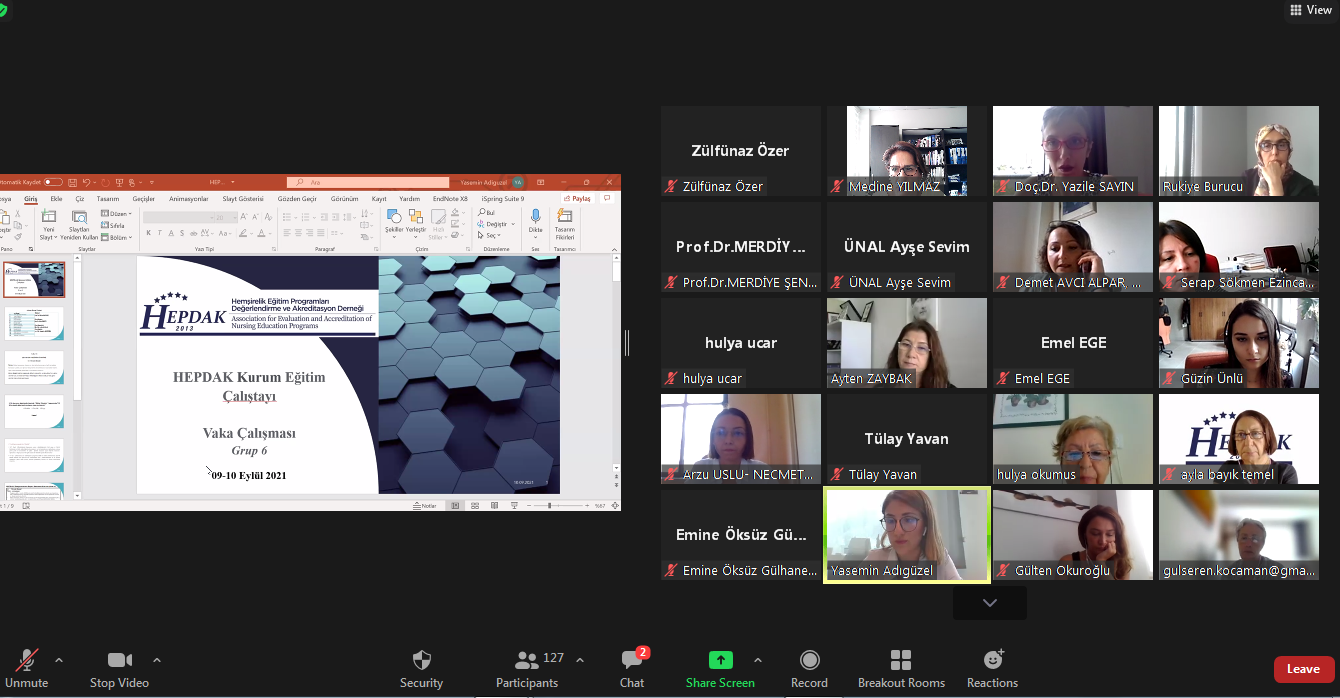 View
Otomatik Kaydet
HEP...
Ara
Yasemin Adıgüzel
YA
Giriş
Ekle
Çiz
Tasarım
Geçişler
Animasyonlar
Slayt Gösterisi
Gözden Geçir
Görünüm
Kayıt
Yardım
EndNote X8
iSpring Suite 9
Paylaş
Yeni Slayt
Slaytları Yeniden Kullan
Düzen
Sıfırla
Bölüm
Şekiller
Yerleştir
Hızlı Stiller
Bul
Değiştir
Seç
Dikte
Tasarım Fikirleri
Pano
Slaytlar
Yazı Tipi
Paragraf
Çizim
Düzenleme
Ses
Tasarımcı
HEPDAK
2013
Hemşirelik Eğitim Programları
Değerlendirme ve Akreditasyon Derneği
Association for Evaluation and Accreditation of
Nursing Education Programs
HEPDAK Kurum Eğitim
Çalıştayı
Vaka Çalışması
Grup 6
09-10 Eylül 2021
10.09.2021
1
Notlar
%67
Zülfünaz Özer
Zülfünaz Özer
Medine YILMAZ
Doç.Dr. Yazile SAYIN
Rukiye Burucu
Prof.Dr.MERDİY...
Prof.Dr.MERDİYE ŞEN...
ÜNAL Ayşe Sevim
ÜNAL Ayşe Sevim
Demet AVCI ALPAR, ...
Serap Sökmen Ezinca...
hulya ucar
hulya ucar
Ayten ZAYBAK
Emel EGE
Emel EGE
Güzin Ünlü
Arzu USLU- NECMET...
Tülay Yavan
Tülay Yavan
hulya okumus
HEPDAK
ayla bayık temel
Emine Öksüz Gü...
Emine Öksüz Gülhane...
Yasemin Adıgüzel
Gülten Okuroğlu
gulseren.kocaman@gma...
Unmute
Stop Video
Security
127
Participants
2
Chat
Share Screen
Record
Breakout Rooms
Reactions
Leave